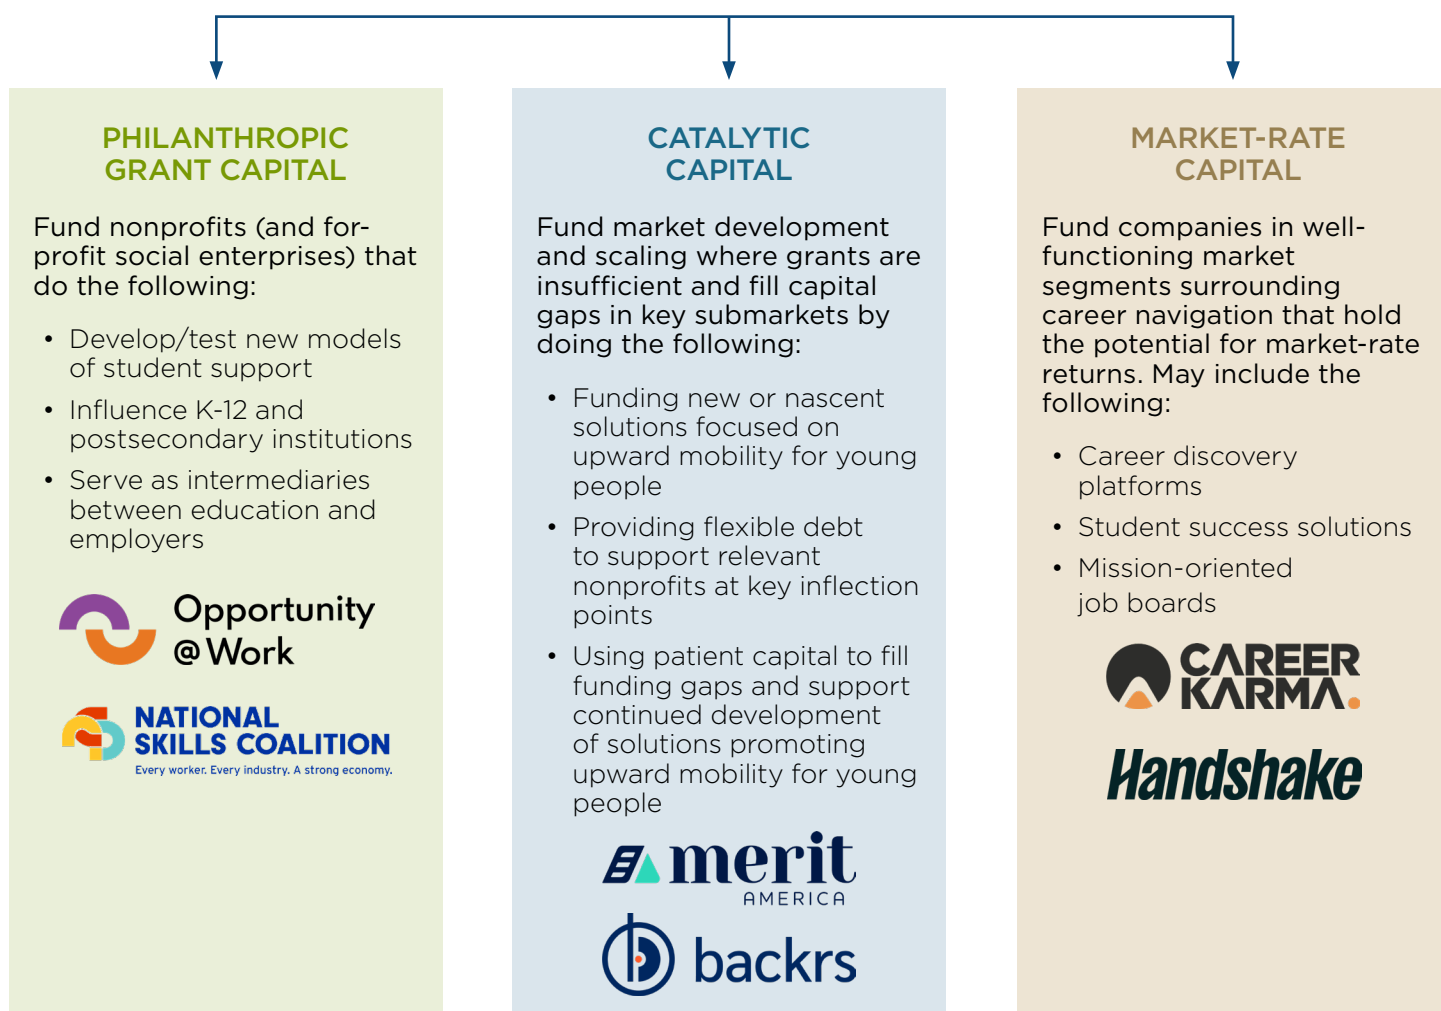 PHILANTHROPIC
GRANT CAPITAL
Fund nonprofits (and for-
profit social enterprises) that
do the following:
• Develop/test new models
of student support
• Influence K-12 and
postsecondary institutions
• Serve as intermediaries
between education and
employers
Opportunity
@Work
NATIONAL
SKILLS COALITION
Every worker. Every industry. A strong economy.
CATALYTIC
CAPITAL
Fund market development
and scaling where grants are
insufficient and fill capital
gaps in key submarkets by
doing the following:
• Funding new or nascent
solutions focused on
upward mobility for young
people
• Providing flexible debt
to support relevant
nonprofits at key inflection
points
• Using patient capital to fill
funding gaps and support
continued development
of solutions promoting
upward mobility for young
people
merit
AMERICA
backrs
MARKET-RATE
CAPITAL
Fund companies in well-
functioning market
segments surrounding
career navigation that hold
the potential for market-rate
returns. May include the
following:
• Career discovery
platforms
• Student success solutions
• Mission-oriented
job boards
CAREER
KARMA.
Handshake